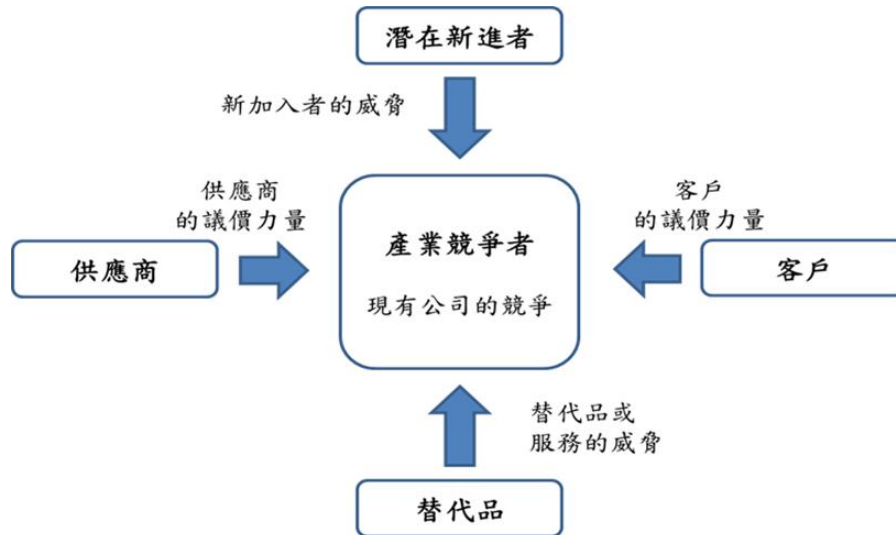 潛在新進者
新加入者的威脅
供應商
的議價力量
客戶
的議價力量
供應商
產業競爭者
現有公司的競爭
客戶
替代品或
服務的威脅
替代品